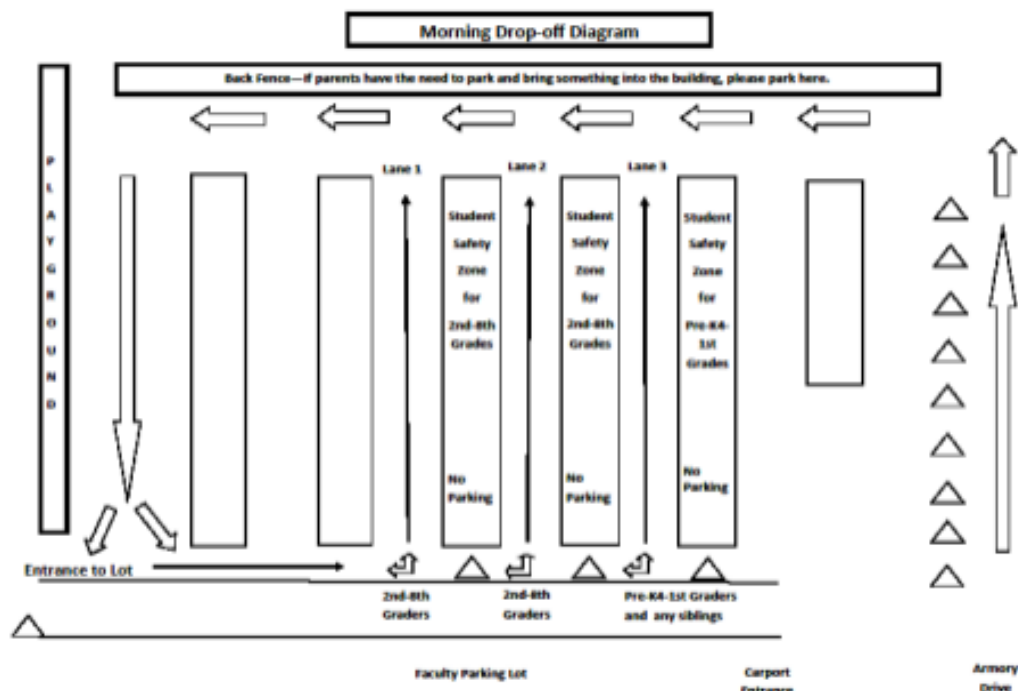 Morning Drop-off Diagram
Back Fence—if parents have the need to park and bring something into the building, please park here.
P
L
A
Y
G
R
O
U
N
D
Lane 1
Lane 2
Lane 3
Student
Safety
Zone
for
2nd-8th
Grades
No
Parking
Student
Safety
Zone
for
2nd-8th
Grades
No
Parking
Student
Safety
Zone
for
Pre-K4-
1st
Grades
No
Parking
Entrance to Lot
2nd-8th
Graders
2nd-8th
Graders
Pre-K4-1st Graders
and any siblings
Faculty Parking Lot
Carport
Entrance
Armory
Drive